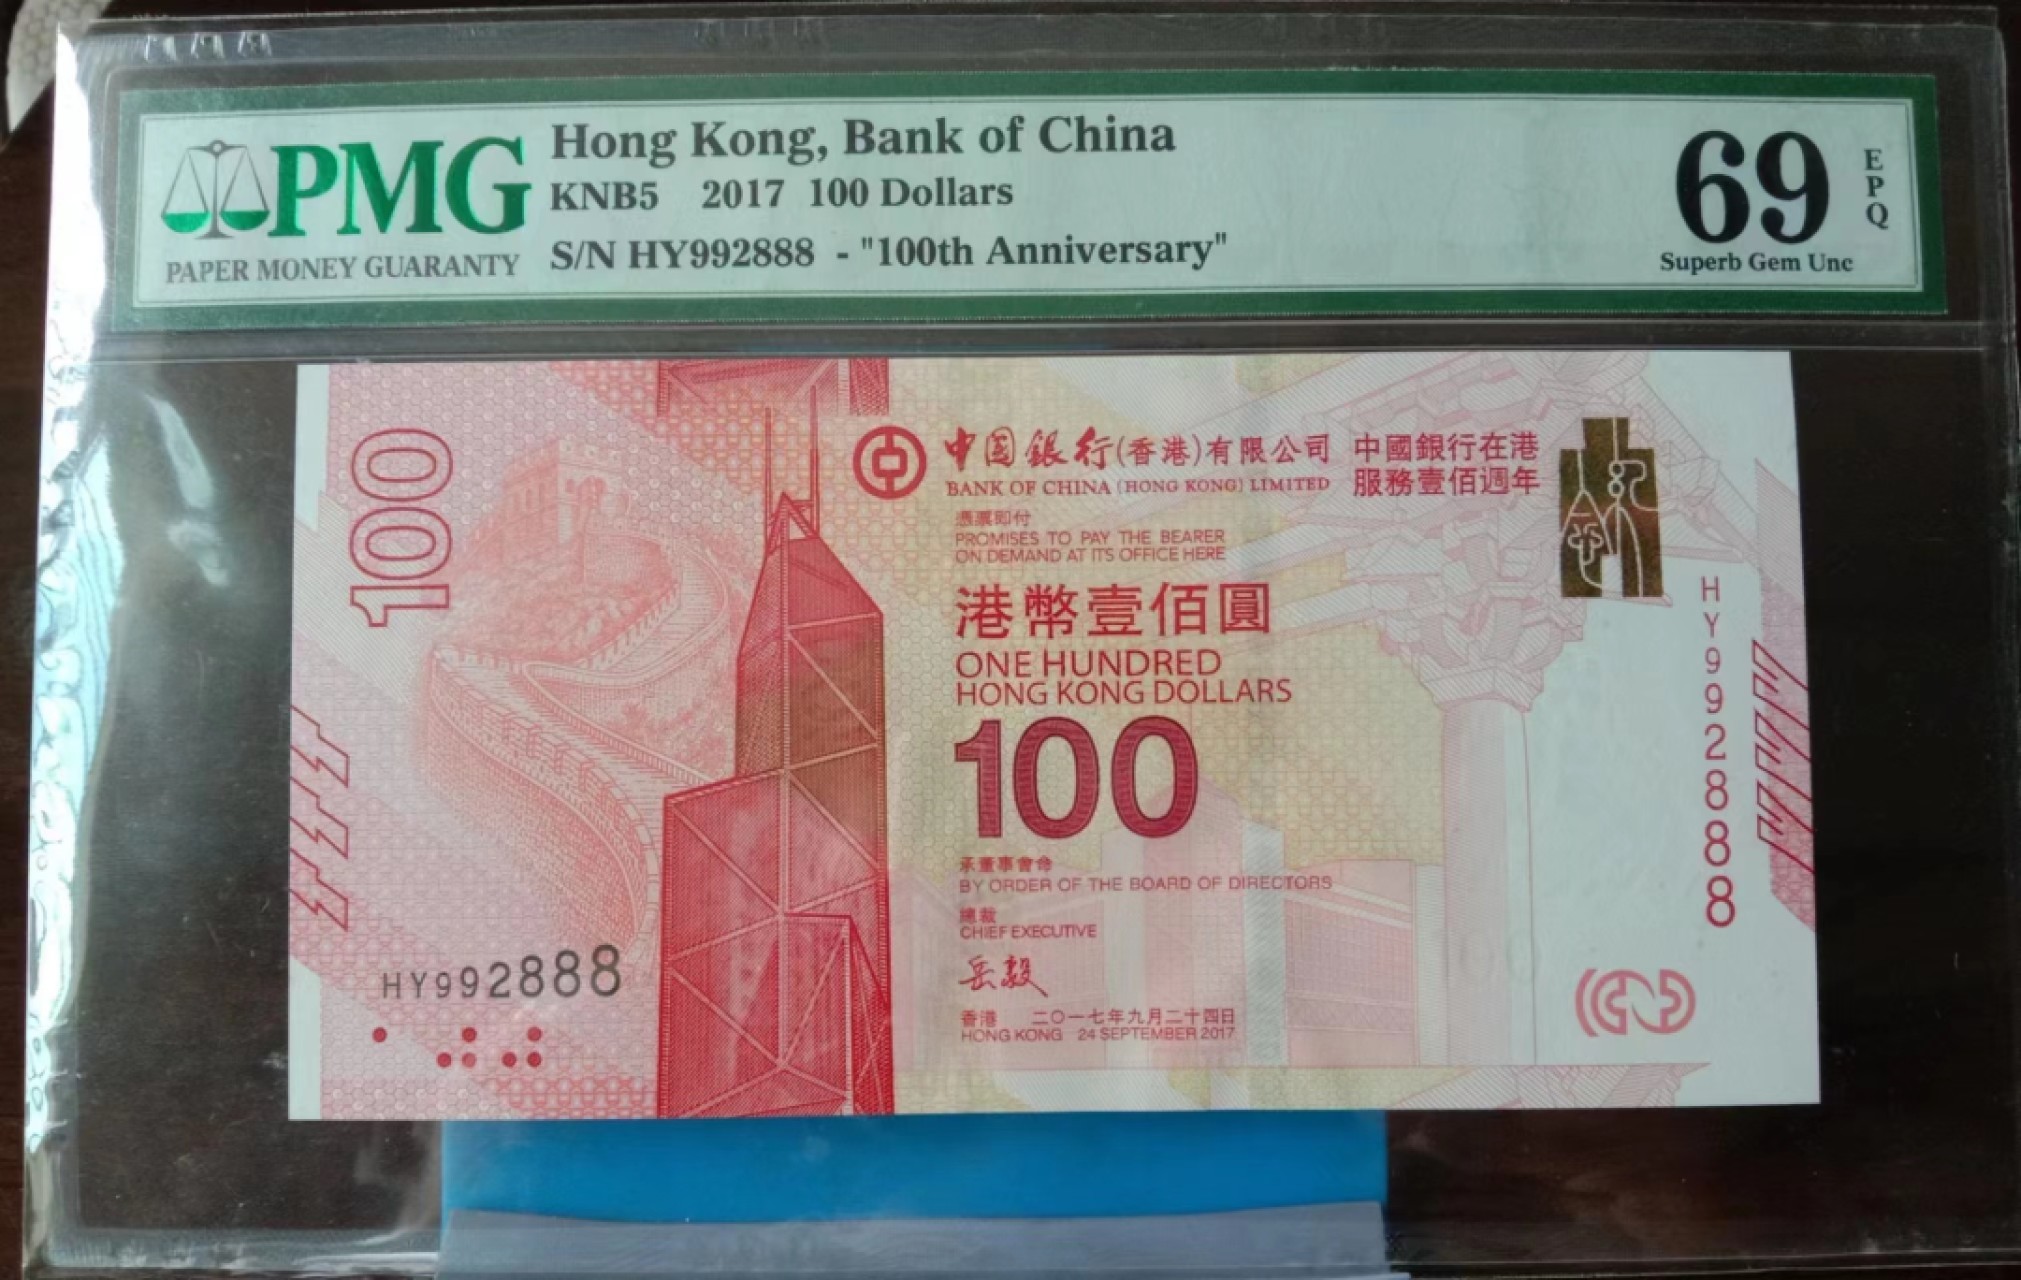 PMG
PAPER MONEY GUARANTY
Hong Kong, Bank of China
KNB5 2017 100 Dollars
S/N HY992888 - "100th Anniversary"
69
EPQ
Superb Gem Unc
100
中国銀行(香港)有限公司
BANK OF CHINA (HONG KONG) LIMITED
中國銀行在港
服務壹佰週年
憑票即付
PROMISES TO PAY THE BEARER
ON DEMAND AT ITS OFFICE HERE
港幣壹佰圓
ONE HUNDRED
HONG KONG DOLLARS
100
承董事會命
BY ORDER OF THE BOARD OF DIRECTORS
總裁
CHIEF EXECUTIVE
岳毅
香港 二〇一七年九月二十四日
HONG KONG 24 SEPTEMBER 2017
HY992888
HY992888